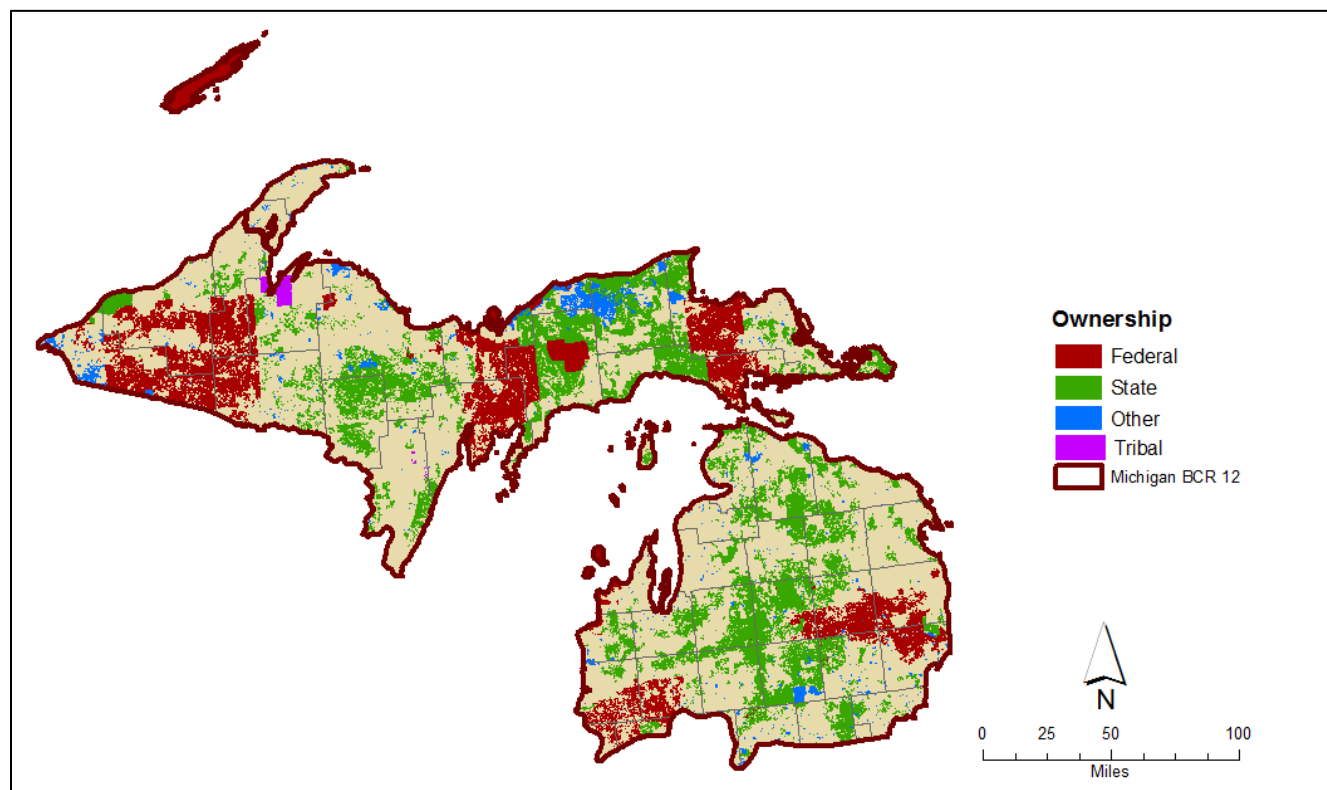 Ownership
Federal
State
Other
Tribal
Michigan BCR 12
N
0 25 50 100
Miles